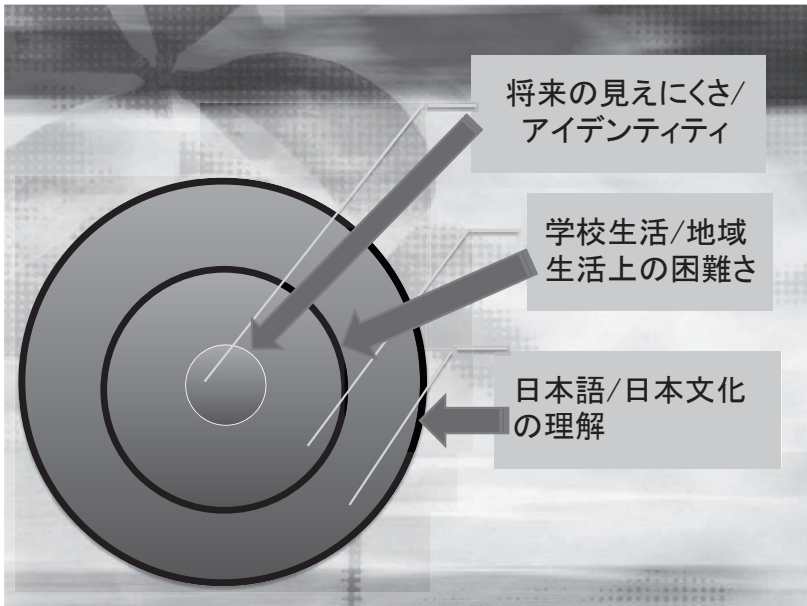 将来の見えにくさ/
アイデンティティ
学校生活/地域
生活上の困難さ
日本語/日本文化
の理解